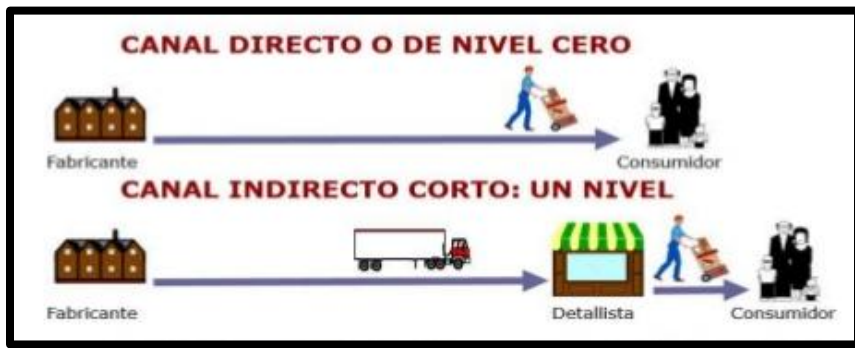 CANAL DIRECTO O DE NIVEL CERO
Fabricante Consumidor
CANAL INDIRECTO CORTO: UN NIVEL
Fabricante Detallista Consumidor